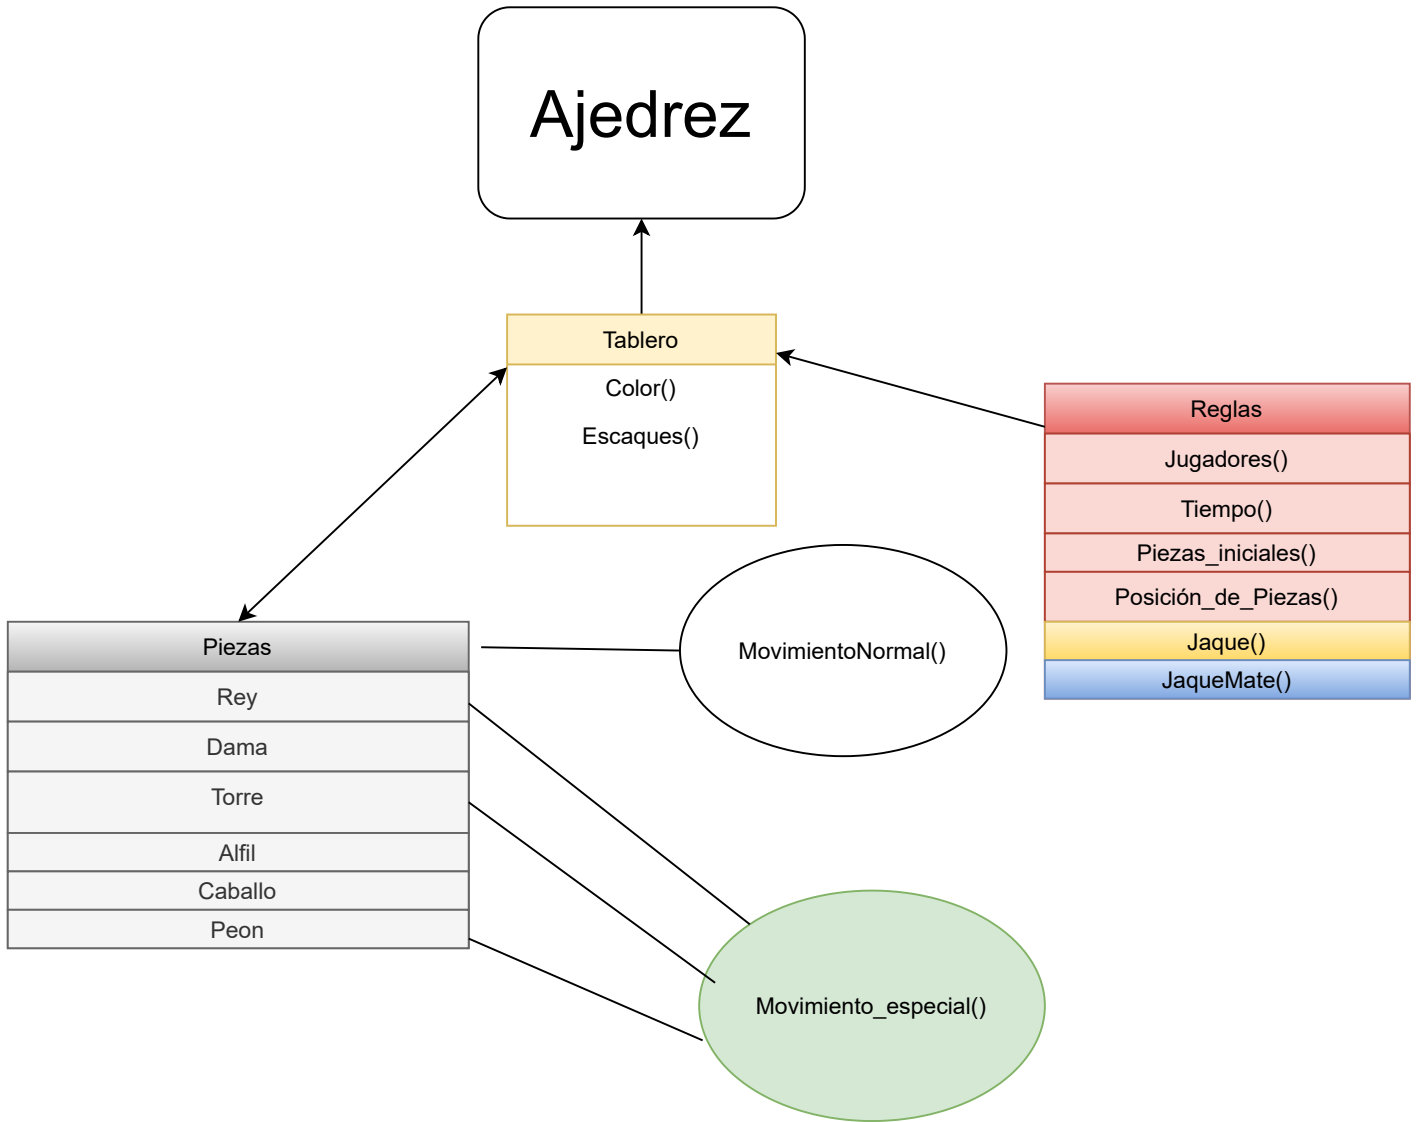 Ajedrez
Tablero
Color()
Escaques()
Reglas
Jugadores()
Tiempo()
Piezas_iniciales()
Posición_de_Piezas()
Jaque()
JaqueMate()
Piezas
Rey
Dama
Torre
Alfil
Caballo
Peon
MovimientoNormal()
Movimiento_especial()